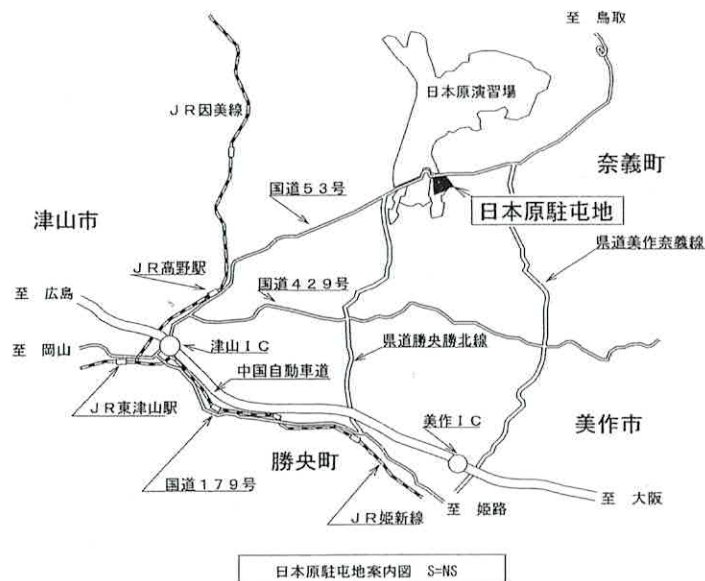 至 鳥取
日本原演習場
JR因美線
奈義町
国道53号
日本原駐屯地
津山市
県道美作奈義線
JR高野駅
国道429号
至 広島
至 岡山
津山IC
県道勝央勝北線
中国自動車道
JR東津山駅
美作IC
美作市
勝央町
国道179号
至 大阪
至 姫路
JR姫新線
日本原駐屯地案内図 S=NS